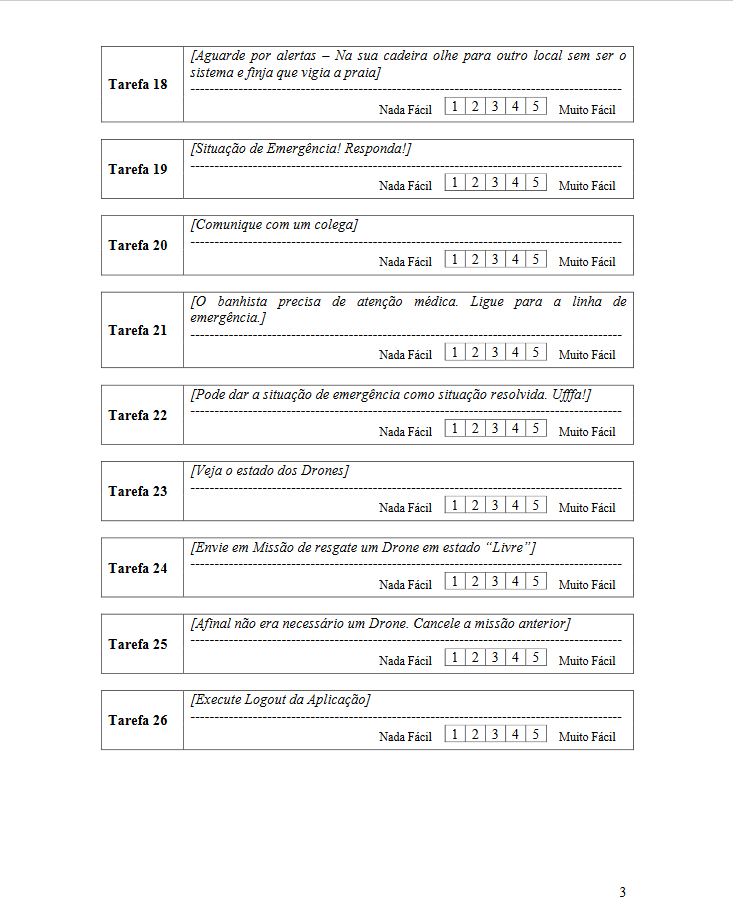 Tarefa 18
[Aguarde por alertas – Na sua cadeira olhe para outro local sem ser o
sistema e finja que vigia a praia]
------------------------------------------------------------------------------------------
Nada Fácil 1 2 3 4 5 Muito Fácil
Tarefa 19
[Situação de Emergência! Responda!]
------------------------------------------------------------------------------------------
Nada Fácil 1 2 3 4 5 Muito Fácil
Tarefa 20
[Comunique com um colega]
------------------------------------------------------------------------------------------
Nada Fácil 1 2 3 4 5 Muito Fácil
Tarefa 21
[O banhista precisa de atenção médica. Ligue para a linha de
emergência.]
------------------------------------------------------------------------------------------
Nada Fácil 1 2 3 4 5 Muito Fácil
Tarefa 22
[Pode dar a situação de emergência como situação resolvida. Ufffa!]
------------------------------------------------------------------------------------------
Nada Fácil 1 2 3 4 5 Muito Fácil
Tarefa 23
[Veja o estado dos Drones]
------------------------------------------------------------------------------------------
Nada Fácil 1 2 3 4 5 Muito Fácil
Tarefa 24
[Envie em Missão de resgate um Drone em estado “Livre”]
------------------------------------------------------------------------------------------
Nada Fácil 1 2 3 4 5 Muito Fácil
Tarefa 25
[Afinal não era necessário um Drone. Cancele a missão anterior]
------------------------------------------------------------------------------------------
Nada Fácil 1 2 3 4 5 Muito Fácil
Tarefa 26
[Execute Logout da Aplicação]
------------------------------------------------------------------------------------------
Nada Fácil 1 2 3 4 5 Muito Fácil
3